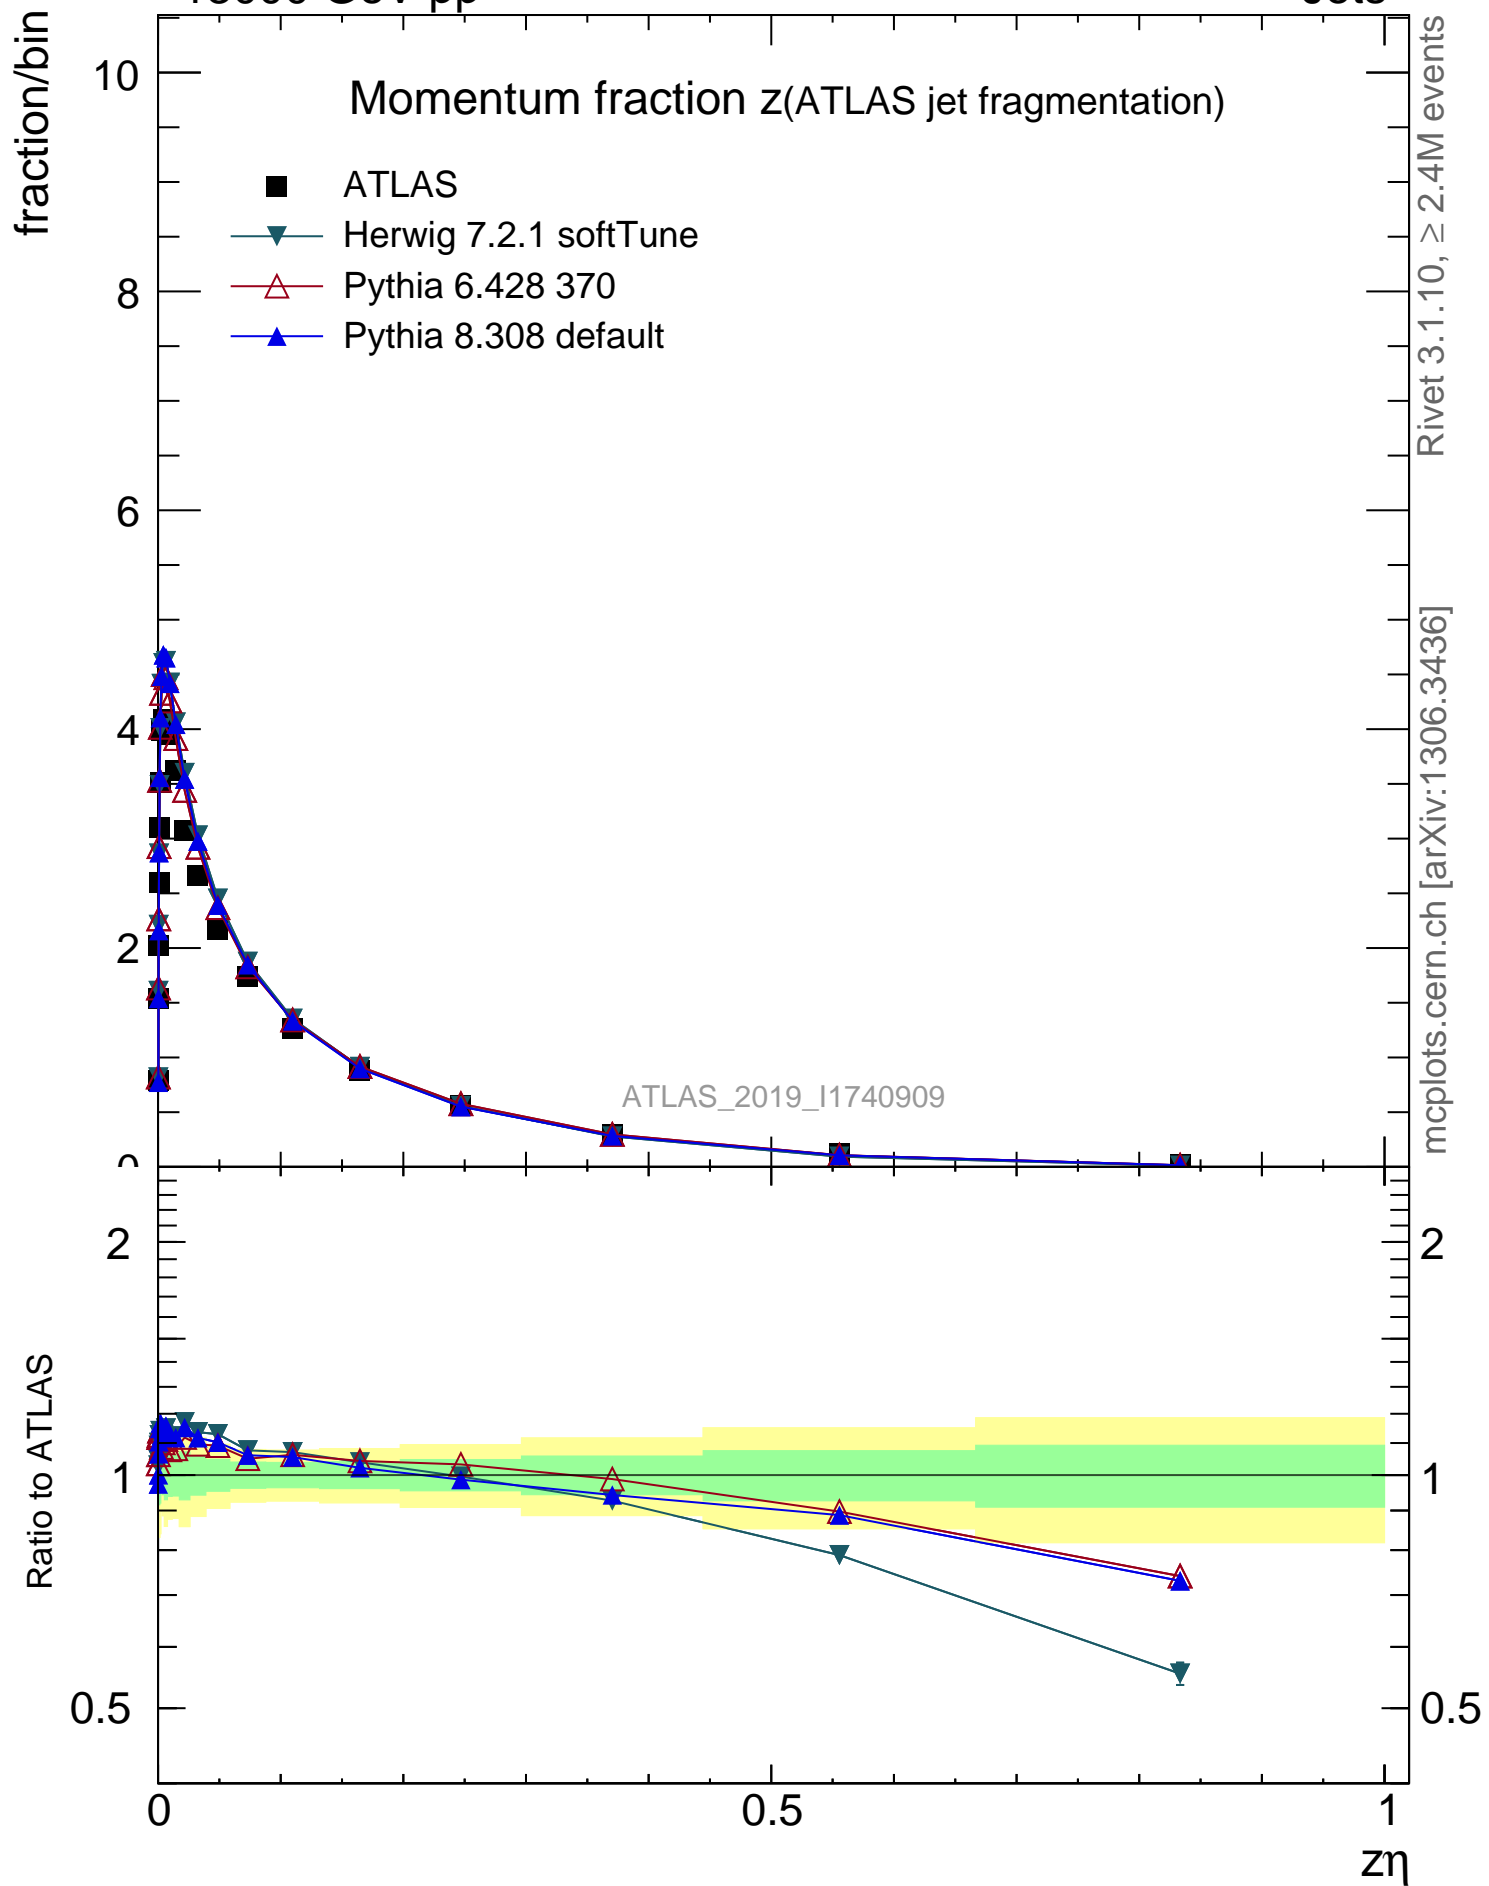 fraction/bin
10
Momentum fraction z(ATLAS jet fragmentation)
ATLAS
Herwig 7.2.1 softTune
Pythia 6.428 370
Pythia 8.308 default
8
6
4
2
0
ATLAS_2019_I1740909
Rivet 3.1.10, ≥ 2.4M events
mcplots.cern.ch [arXiv:1306.3436]
Ratio to ATLAS
2
1
0.5
2
1
0.5
0
0.5
1
zη